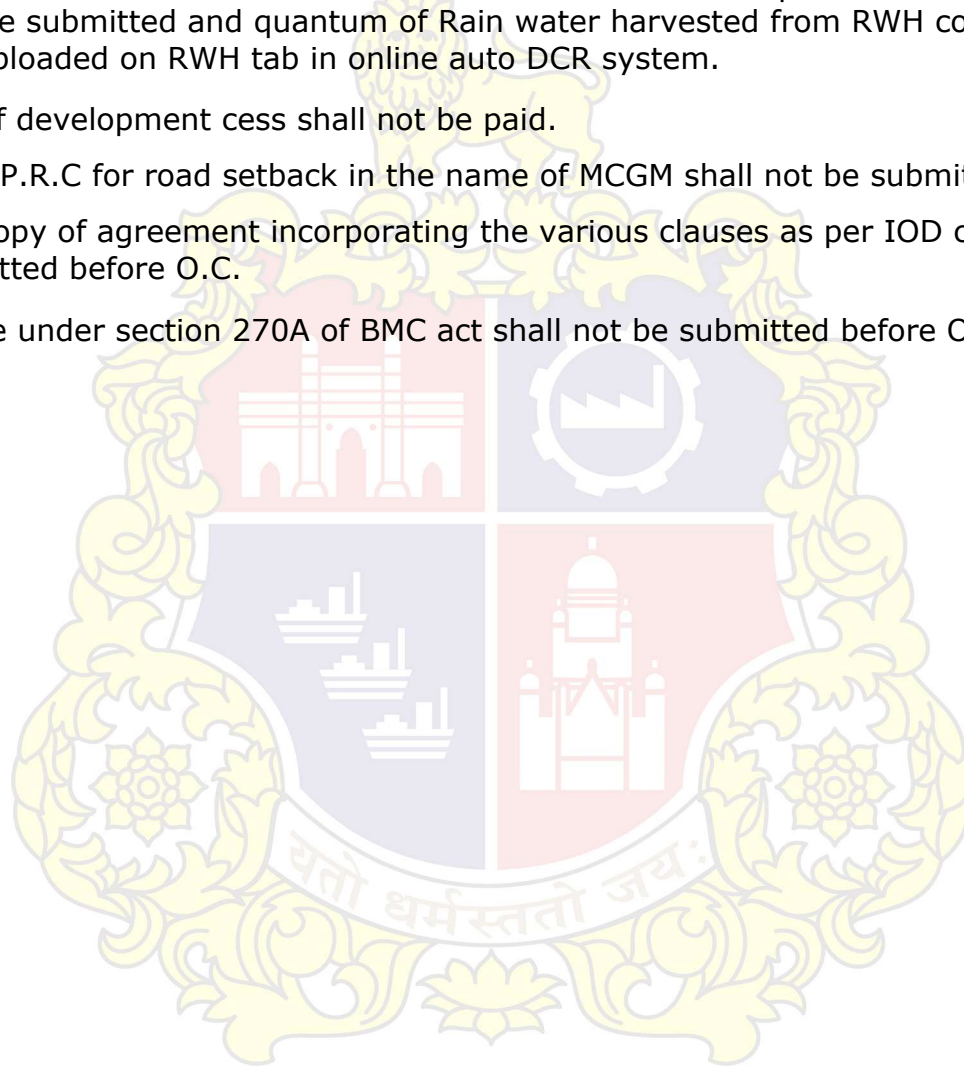 e submitted and quantum of Rain water harvested from RWH co
ploaded on RWH tab in online auto DCR system.
f development cess shall not be paid.
P.R.C for road setback in the name of MCGM shall not be submit
opy of agreement incorporating the various clauses as per IOD c
tted before O.C.
e under section 270A of BMC act shall not be submitted before O
यतो धर्मस्ततो जय: